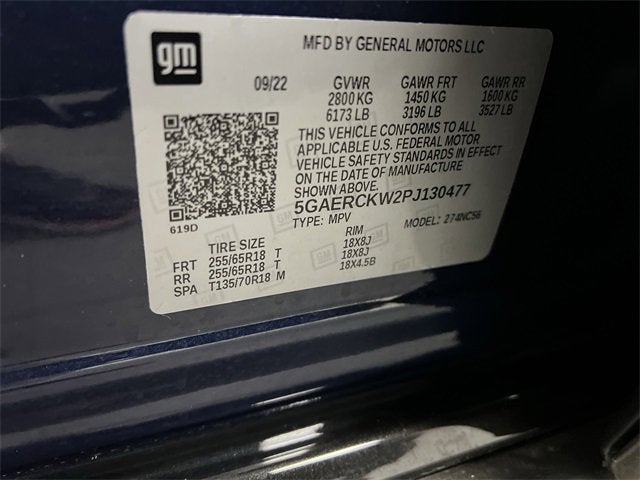 gm
MFD BY GENERAL MOTORS LLC
09/22 GVWR GAWR FRT GAWR RR
2800 KG 1450 KG 1600 KG
6173 LB 3196 LB 3527 LB
THIS VEHICLE CONFORMS TO ALL
APPLICABLE U.S. FEDERAL MOTOR
VEHICLE SAFETY STANDARDS IN EFFECT
ON THE DATE OF MANUFACTURE
SHOWN ABOVE.
5GAERCKW2PJ130477
619D TYPE: MPV MODEL: 274NC56
TIRE SIZE RIM
FRT 255/65R18 T 18X8J
RR 255/65R18 T 18X8J
SPA T135/70R18 M 18X4.5B